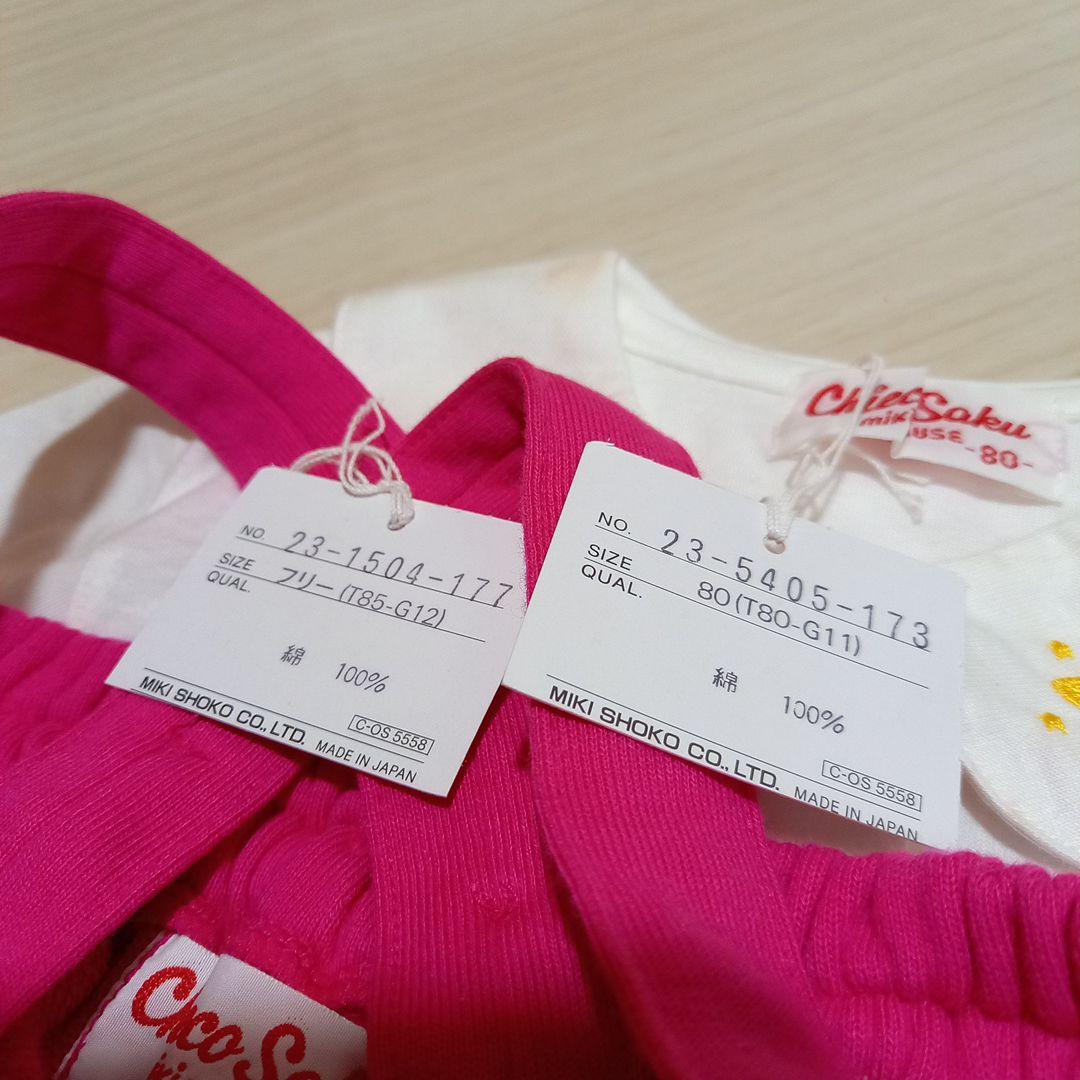 NO. 23-1504-177
SIZE フリー(T85-G12)
QUAL.
綿 100%
MIKI SHOKO CO., LTD.
C-OS 5558
MADE IN JAPAN
NO. 23-5405-173
SIZE 80(T80-G11)
QUAL.
綿 100%
MIKI SHOKO CO., LTD.
C-OS 5558
MADE IN JAPAN
Saku
-80-